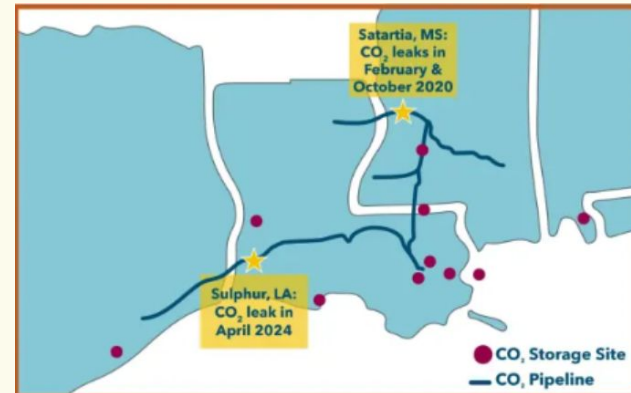 Satartia, MS:
CO₂ leaks in
February &
October 2020
Sulphur, LA:
CO₂ leak in
April 2024
CO₂ Storage Site
CO₂ Pipeline